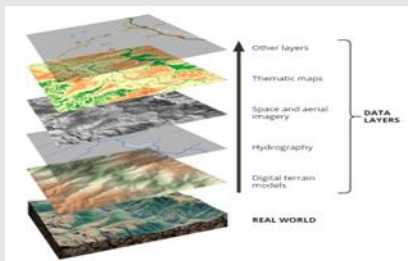 Other layers
Thematic maps
Space and aerial
imagery
DATA
LAYERS
Hydrography
Digital terrain
models
REAL WORLD